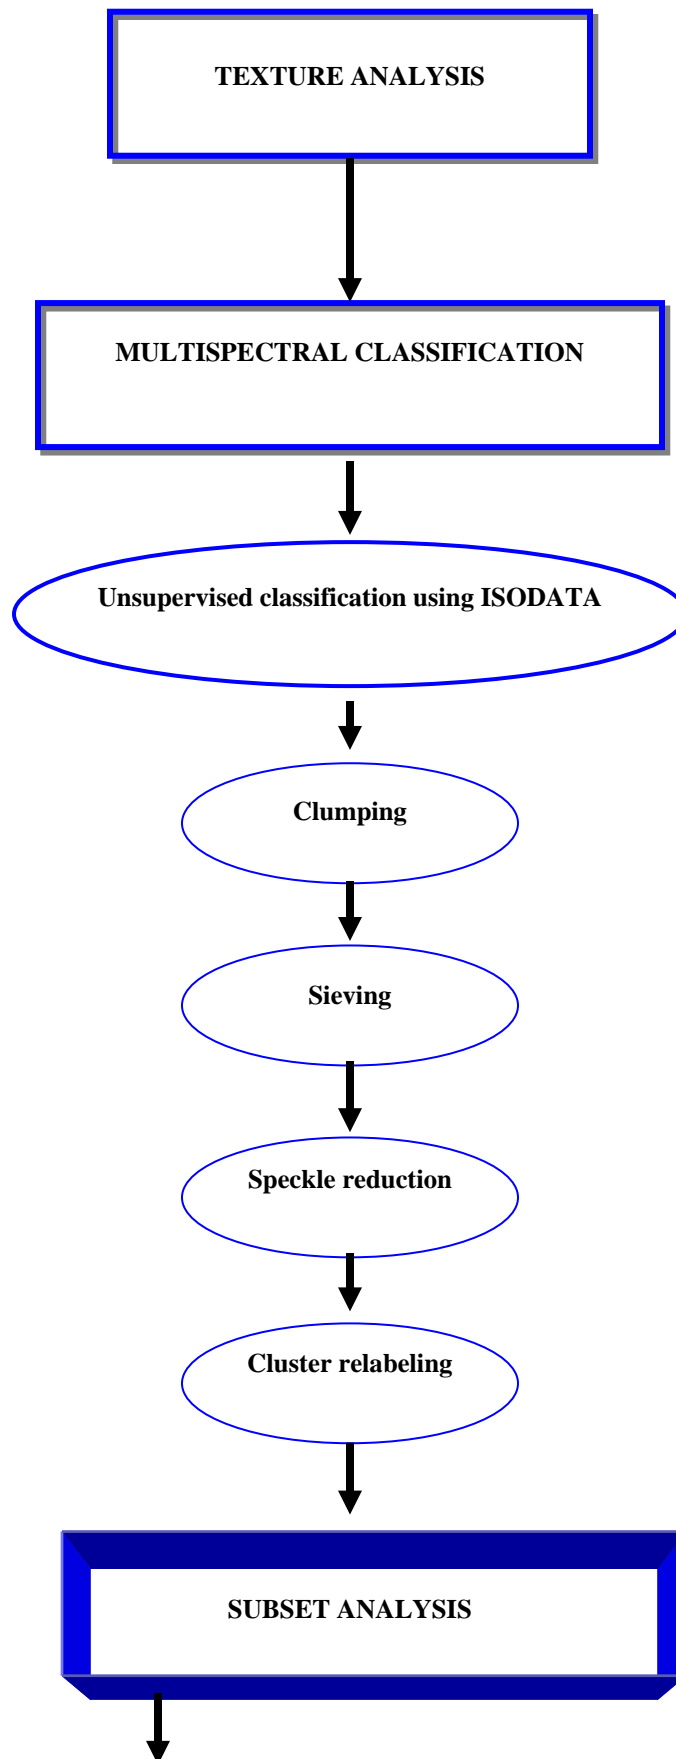 TEXTURE ANALYSIS
MULTISPECTRAL CLASSIFICATION
Unsupervised classification using ISODATA
Clumping
Sieving
Speckle reduction
Cluster relabeling
SUBSET ANALYSIS